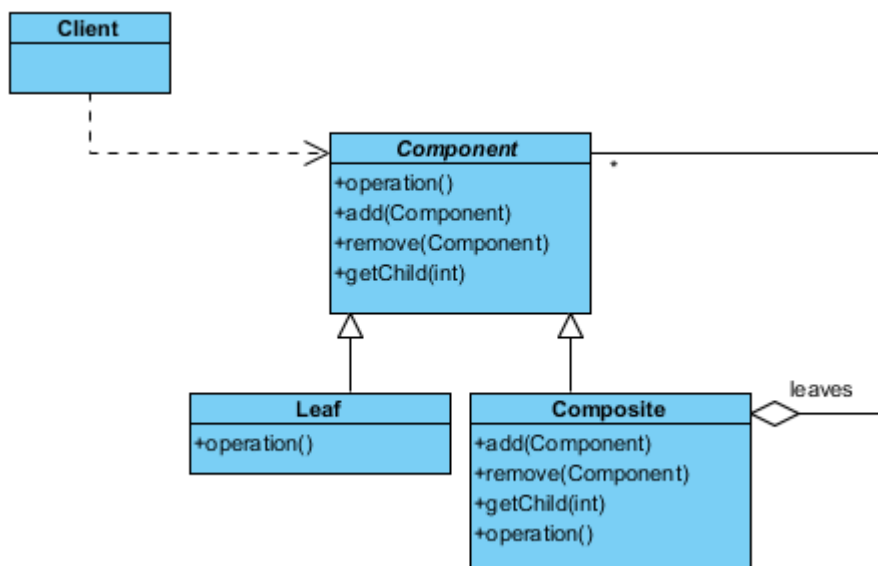 Client
Component
*
+operation()
+add(Component)
+remove(Component)
+getChild(int)
leaves
Leaf
+operation()
Composite
+add(Component)
+remove(Component)
+getChild(int)
+operation()